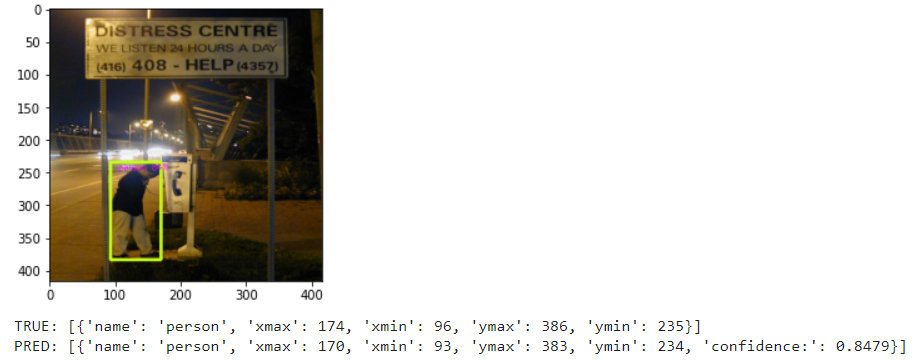 0
50
100
150
200
250
300
350
400
0 100 200 300 400
DISTRESS CENTRE
WE LISTEN 24 HOURS A DAY
(416) 408 - HELP (4357)
TRUE: [{'name': 'person', 'xmax': 174, 'xmin': 96, 'ymax': 386, 'ymin': 235}]
PRED: [{'name': 'person', 'xmax': 170, 'xmin': 93, 'ymax': 383, 'ymin': 234, 'confidence:': 0.8479}]